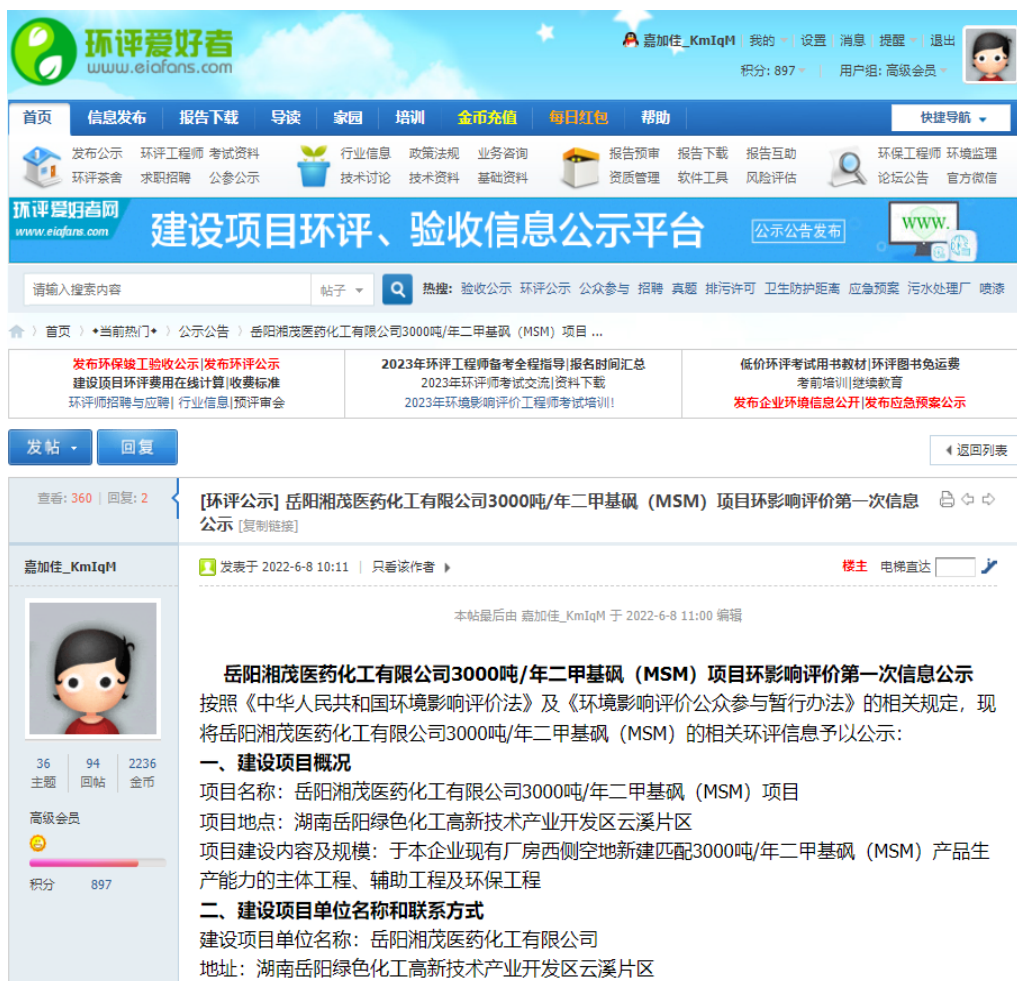 环评爱好者
www.eiafans.com
嘉加佳_KmIqM 我的 设置 消息 提醒 退出
积分: 897 用户组: 高级会员
首页 信息发布 报告下载 导读 家园 培训 金币充值 每日红包 帮助 快捷导航
发布公示 环评工程师 考试资料 行业信息 政策法规 业务咨询 报告预审 报告下载 报告互助 环保工程师 环境监理
环评茶舍 求职招聘 公参公示 技术讨论 技术资料 基础资料 资质管理 软件工具 风险评估 论坛公告 官方微信
环评爱好者网
www.eiafans.com
建设项目环评、验收信息公示平台 公示公告发布 www.
请输入搜索内容 帖子 热搜: 验收公示 环评公示 公众参与 招聘 真题 排污许可 卫生防护距离 应急预案 污水处理厂 喷漆
首页 〉 •当前热门• 〉 公示公告 〉 岳阳湘茂医药化工有限公司3000吨/年二甲基砜（MSM）项目 ...
发布环保竣工验收公示|发布环评公示 2023年环评工程师备考全程指导|报名时间汇总 低价环评考试用书教材|环评图书免运费
建设项目环评费用在线计算|收费标准 2023年环评师考试交流|资料下载 考前培训|继续教育
环评师招聘与应聘| 行业信息|预评审会 2023年环境影响评价工程师考试培训! 发布企业环境信息公开|发布应急预案公示
发帖 回复 返回列表
查看: 360 | 回复: 2
[环评公示] 岳阳湘茂医药化工有限公司3000吨/年二甲基砜（MSM）项目环影响评价第一次信息
公示 [复制链接]
嘉加佳_KmIqM
发表于 2022-6-8 10:11 | 只看该作者 楼主 电梯直达
本帖最后由 嘉加佳_KmIqM 于 2022-6-8 11:00 编辑
岳阳湘茂医药化工有限公司3000吨/年二甲基砜（MSM）项目环影响评价第一次信息公示
按照《中华人民共和国环境影响评价法》及《环境影响评价公众参与暂行办法》的相关规定，现
将岳阳湘茂医药化工有限公司3000吨/年二甲基砜（MSM）的相关环评信息予以公示：
一、建设项目概况
项目名称：岳阳湘茂医药化工有限公司3000吨/年二甲基砜（MSM）项目
项目地点：湖南岳阳绿色化工高新技术产业开发区云溪片区
项目建设内容及规模：于本企业现有厂房西侧空地新建匹配3000吨/年二甲基砜（MSM）产品生
产能力的主体工程、辅助工程及环保工程
二、建设项目单位名称和联系方式
建设项目单位名称：岳阳湘茂医药化工有限公司
地址：湖南岳阳绿色化工高新技术产业开发区云溪片区
36 94 2236
主题 回帖 金币
高级会员
积分 897